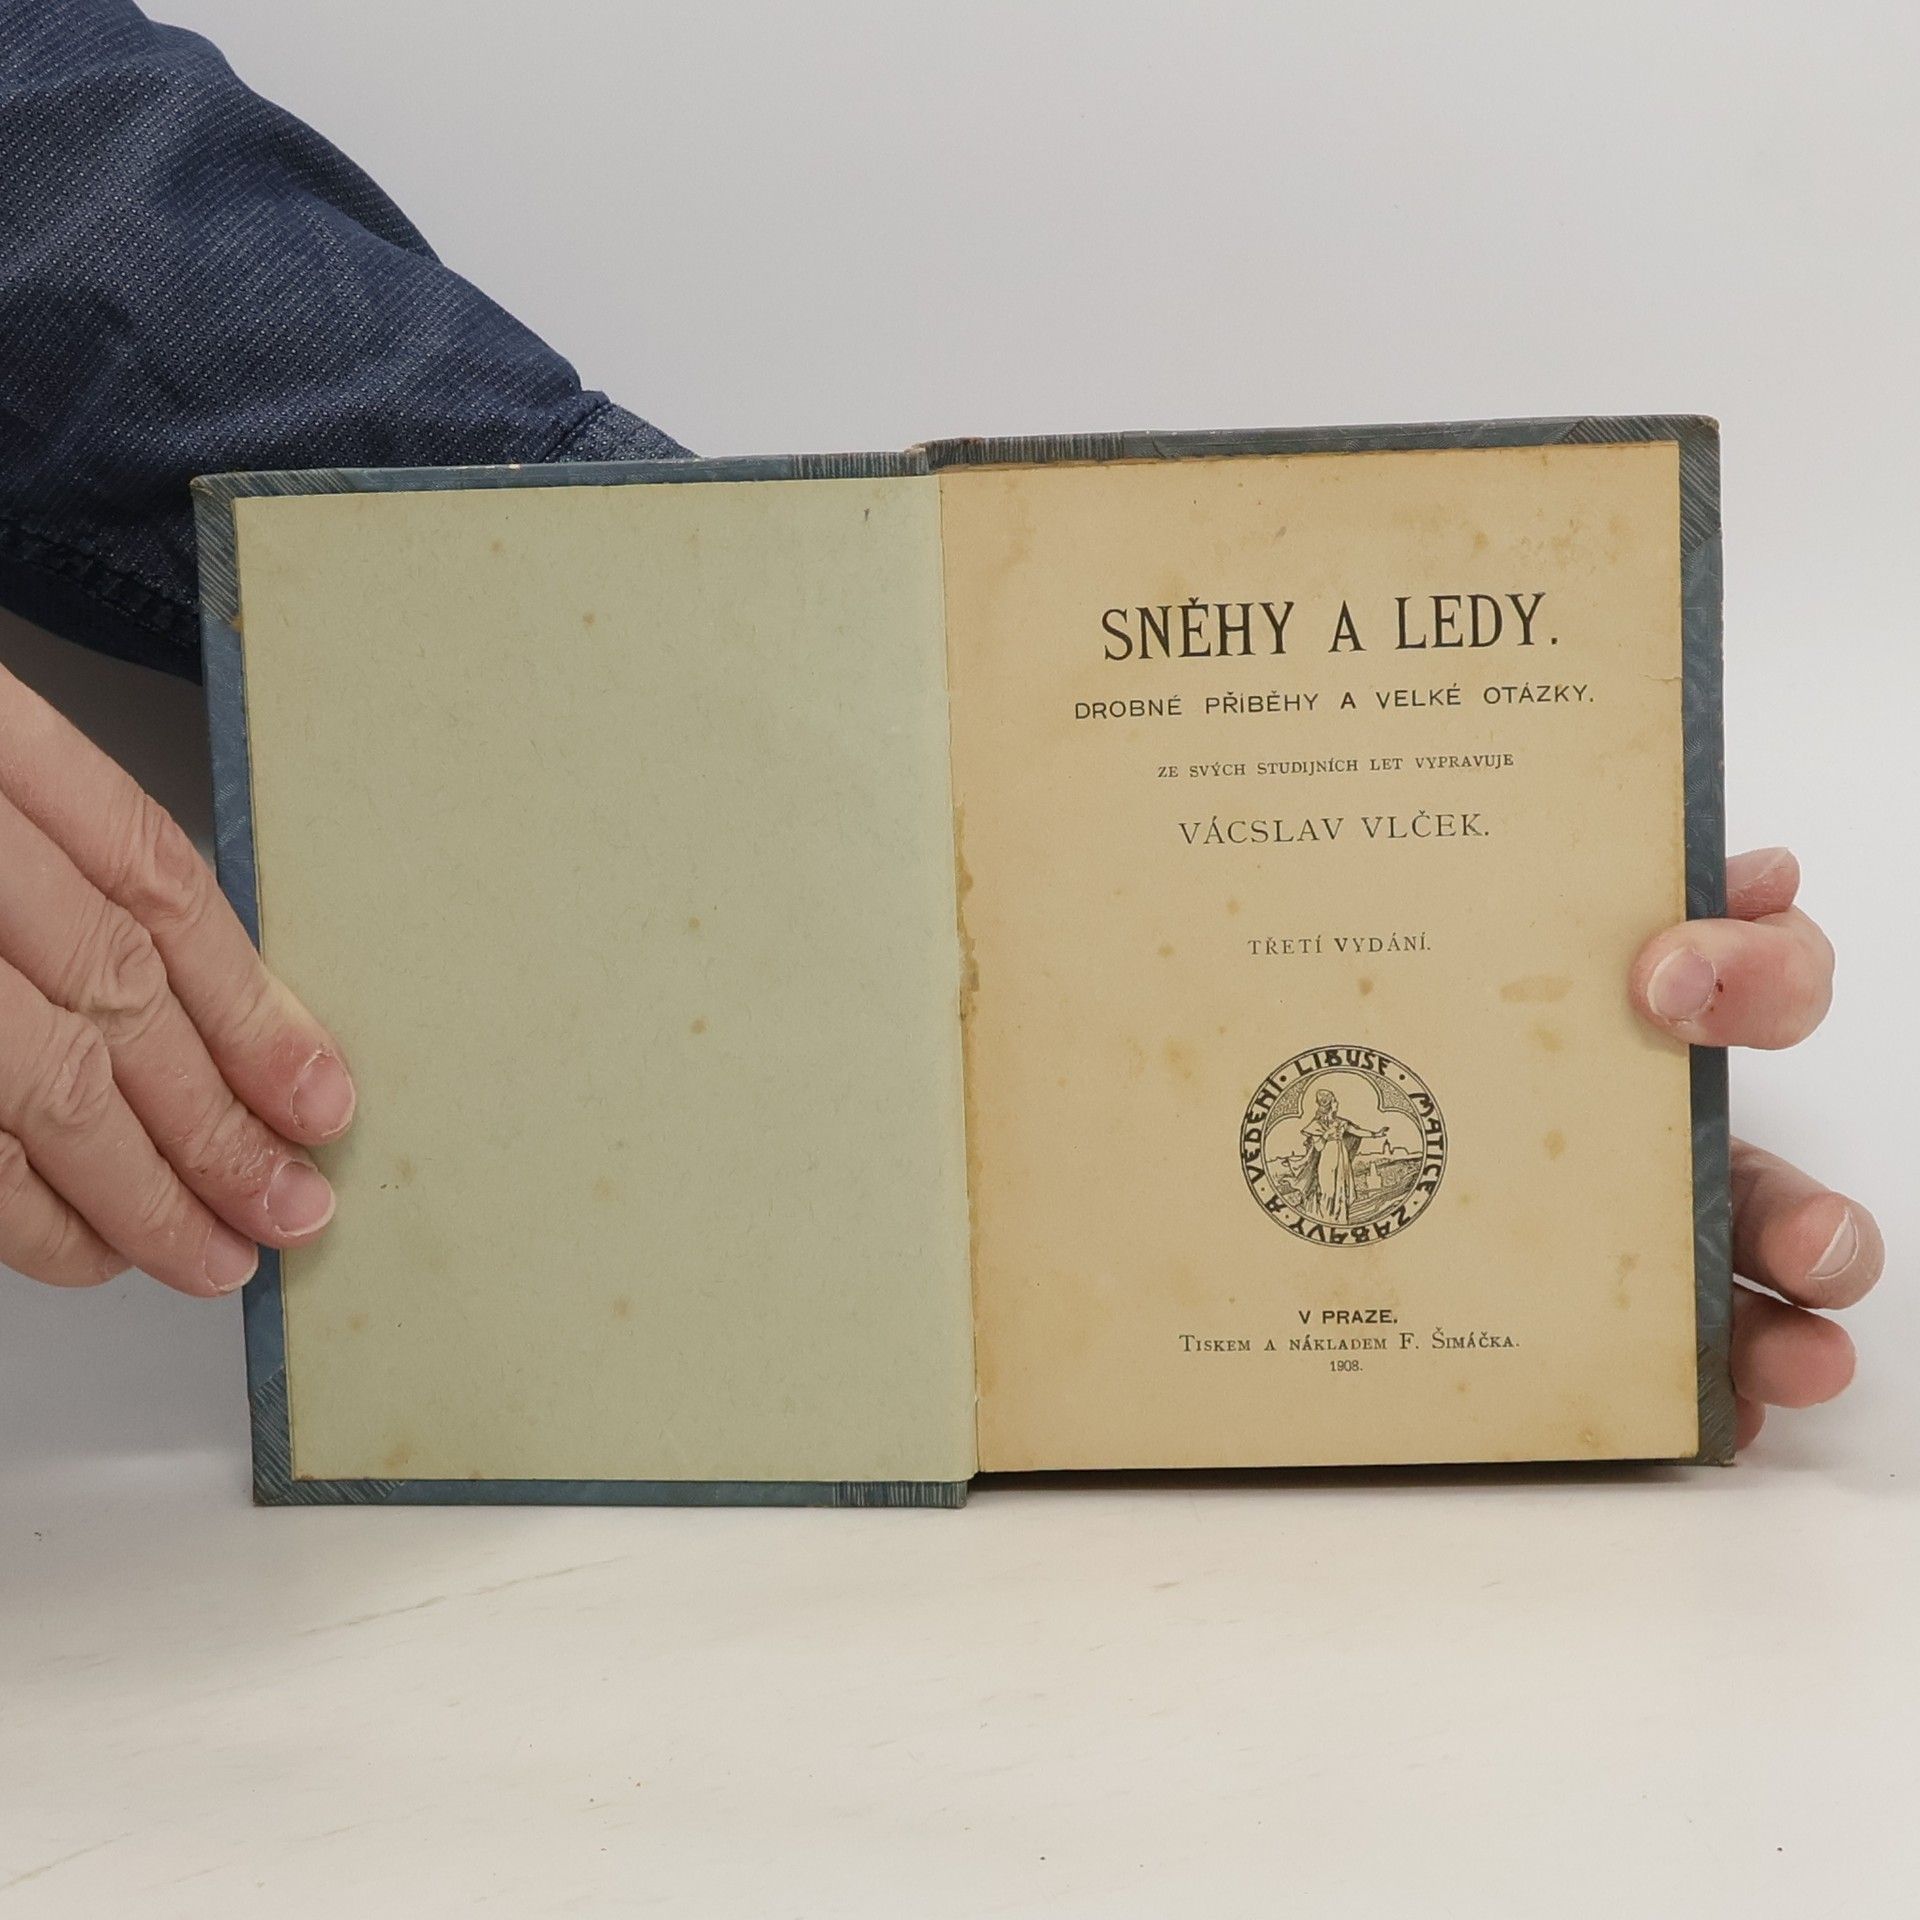 SNĚHY A LEDY.
DROBNÉ PŘÍBĚHY A VELKÉ OTÁZKY.
ZE SVÝCH STUDIJNÍCH LET VYPRAVUJE
VÁCSLAV VLČEK.
TŘETÍ VYDÁNÍ.
LIBUŠE · MATICE · ZÁBAVY · A · VĚDĚNÍ ·
V PRAZE.
TISKEM A NÁKLADEM F. ŠIMÁČKA.
1908.